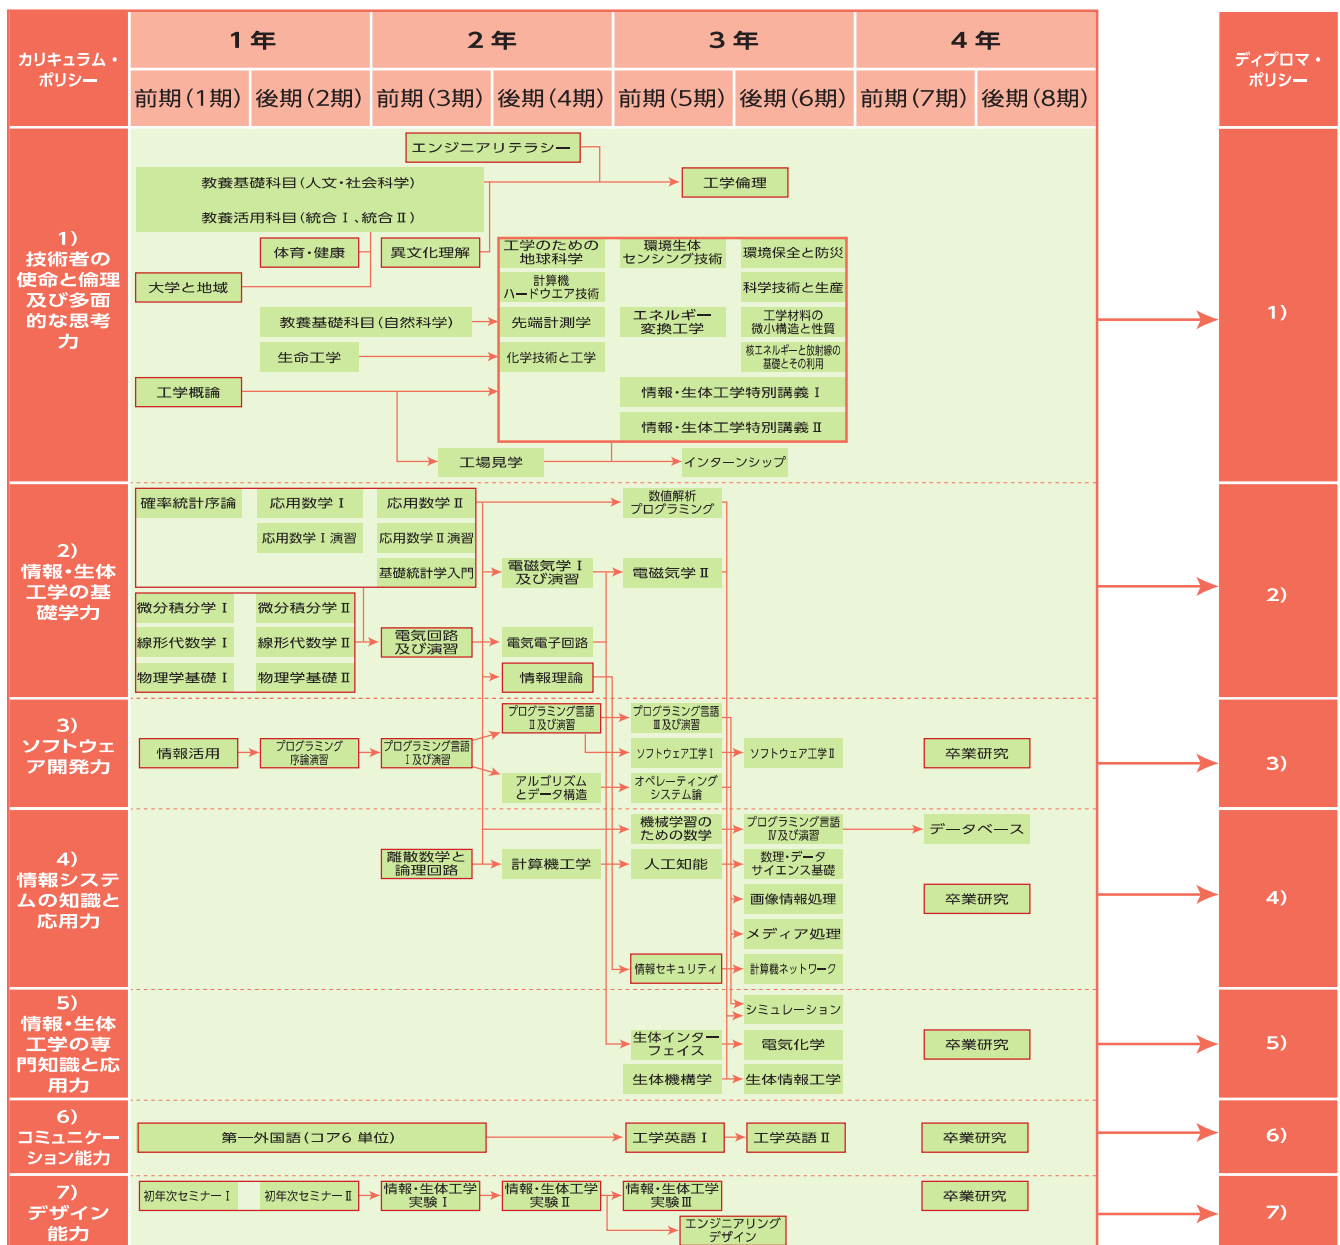 カリキュラム・
ポリシー
1 年
2 年
3 年
4 年
ディプロマ・
ポリシー
前期(1期)
後期(2期)
前期(3期)
後期(4期)
前期(5期)
後期(6期)
前期(7期)
後期(8期)
1)
技術者の
使命と倫理
及び多面
的な思考
力
エンジニアリテラシー
教養基礎科目(人文・社会科学)
教養活用科目(統合Ⅰ、統合Ⅱ)
工学倫理
体育・健康
異文化理解
大学と地域
工学のための
地球科学
環境生体
センシング技術
環境保全と防災
計算機
ハードウエア技術
科学技術と生産
教養基礎科目(自然科学)
先端計測学
エネルギー
変換工学
工学材料の
微小構造と性質
生命工学
化学技術と工学
核エネルギーと放射線の
基礎とその利用
工学概論
情報・生体工学特別講義Ⅰ
情報・生体工学特別講義Ⅱ
工場見学
インターンシップ
1)
2)
情報・生体
工学の基
礎学力
確率統計序論
応用数学Ⅰ
応用数学Ⅱ
数値解析
プログラミング
応用数学Ⅰ演習
応用数学Ⅱ演習
基礎統計学入門
電磁気学Ⅰ
及び演習
電磁気学Ⅱ
微分積分学Ⅰ
微分積分学Ⅱ
線形代数学Ⅰ
線形代数学Ⅱ
電気回路
及び演習
電気電子回路
物理学基礎Ⅰ
物理学基礎Ⅱ
情報理論
2)
3)
ソフトウェ
ア開発力
プログラミング言語
Ⅱ及び演習
プログラミング言語
Ⅲ及び演習
情報活用
プログラミング
序論演習
プログラミング言語
Ⅰ及び演習
ソフトウェア工学Ⅰ
ソフトウェア工学Ⅱ
卒業研究
アルゴリズム
とデータ構造
オペレーティング
システム論
3)
4)
情報システ
ムの知識と
応用力
機械学習の
ための数学
プログラミング言語
Ⅳ及び演習
データベース
離散数学と
論理回路
計算機工学
人工知能
数理・データ
サイエンス基礎
画像情報処理
卒業研究
メディア処理
情報セキュリティ
計算機ネットワーク
4)
5)
情報・生体
工学の専
門知識と応
用力
シミュレーション
生体インター
フェイス
電気化学
卒業研究
生体機構学
生体情報工学
5)
6)
コミュニケー
ション能力
第一外国語(コア6 単位)
工学英語Ⅰ
工学英語Ⅱ
卒業研究
6)
7)
デザイン
能力
初年次セミナーⅠ
初年次セミナーⅡ
情報・生体工学
実験Ⅰ
情報・生体工学
実験Ⅱ
情報・生体工学
実験Ⅲ
卒業研究
エンジニアリング
デザイン
7)